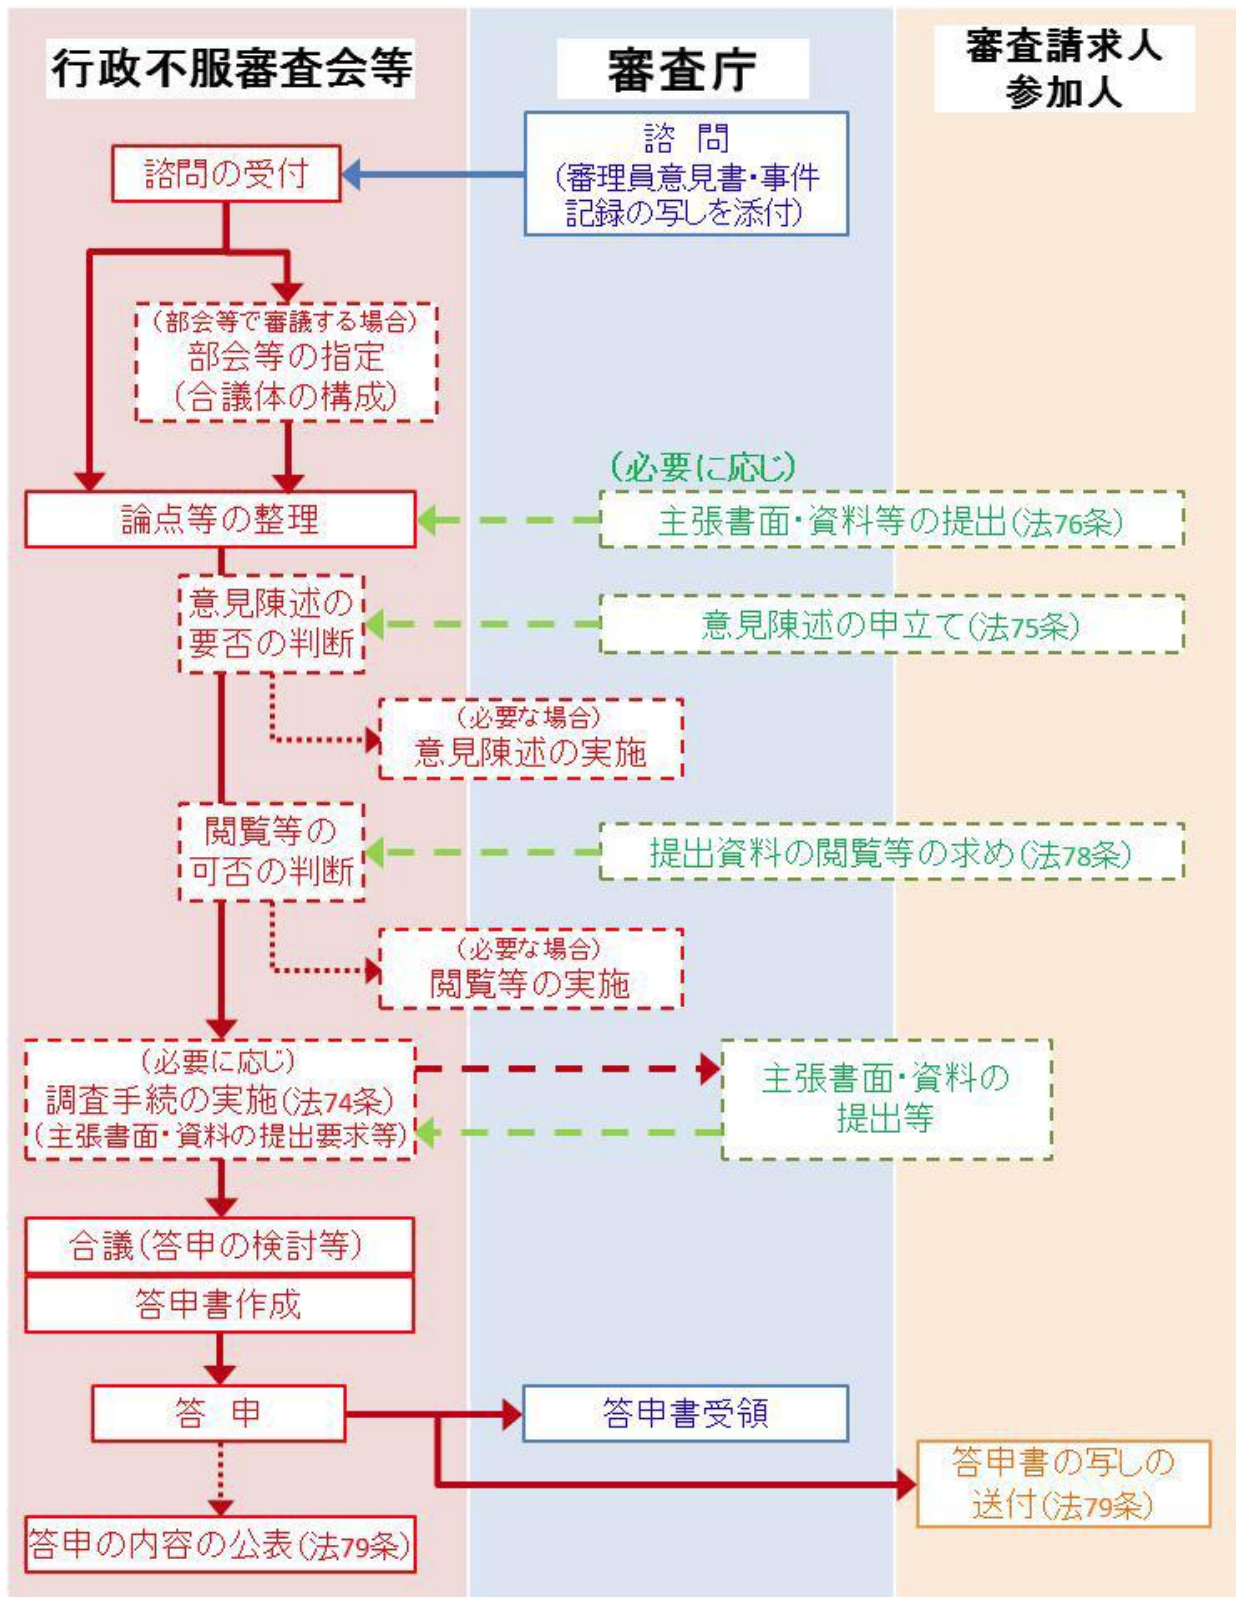 行政不服審査会等
審査庁
審査請求人
参加人
諮問の受付
諮 問
(審理員意見書・事件
記録の写しを添付)
(部会等で審議する場合)
部会等の指定
(合議体の構成)
(必要に応じ)
論点等の整理
主張書面・資料等の提出(法76条)
意見陳述の
要否の判断
意見陳述の申立て(法75条)
(必要な場合)
意見陳述の実施
閲覧等の
可否の判断
提出資料の閲覧等の求め(法78条)
(必要な場合)
閲覧等の実施
(必要に応じ)
調査手続の実施(法74条)
(主張書面・資料の提出要求等)
主張書面・資料の
提出等
合議(答申の検討等)
答申書作成
答 申
答申書受領
答申書の写しの
送付(法79条)
答申の内容の公表(法79条)